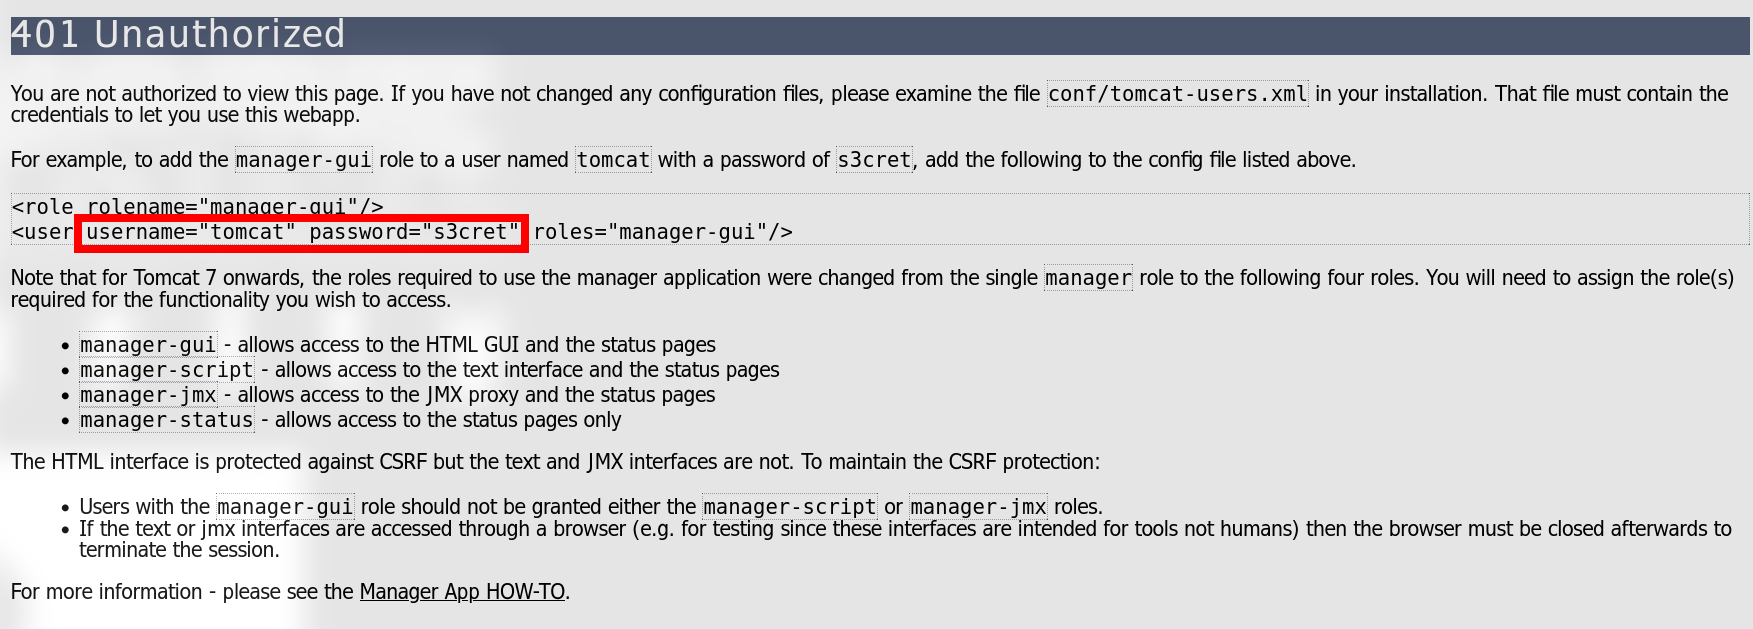 401 Unauthorized
You are not authorized to view this page. If you have not changed any configuration files, please examine the file conf/tomcat-users.xml in your installation. That file must contain the
credentials to let you use this webapp.
For example, to add the manager-gui role to a user named tomcat with a password of s3cret, add the following to the config file listed above.
<role rolename="manager-gui"/>
<user username="tomcat" password="s3cret" roles="manager-gui"/>
Note that for Tomcat 7 onwards, the roles required to use the manager application were changed from the single manager role to the following four roles. You will need to assign the role(s)
required for the functionality you wish to access.
• manager-gui - allows access to the HTML GUI and the status pages
• manager-script - allows access to the text interface and the status pages
• manager-jmx - allows access to the JMX proxy and the status pages
• manager-status - allows access to the status pages only
The HTML interface is protected against CSRF but the text and JMX interfaces are not. To maintain the CSRF protection:
• Users with the manager-gui role should not be granted either the manager-script or manager-jmx roles.
• If the text or jmx interfaces are accessed through a browser (e.g. for testing since these interfaces are intended for tools not humans) then the browser must be closed afterwards to
terminate the session.
For more information - please see the Manager App HOW-TO.